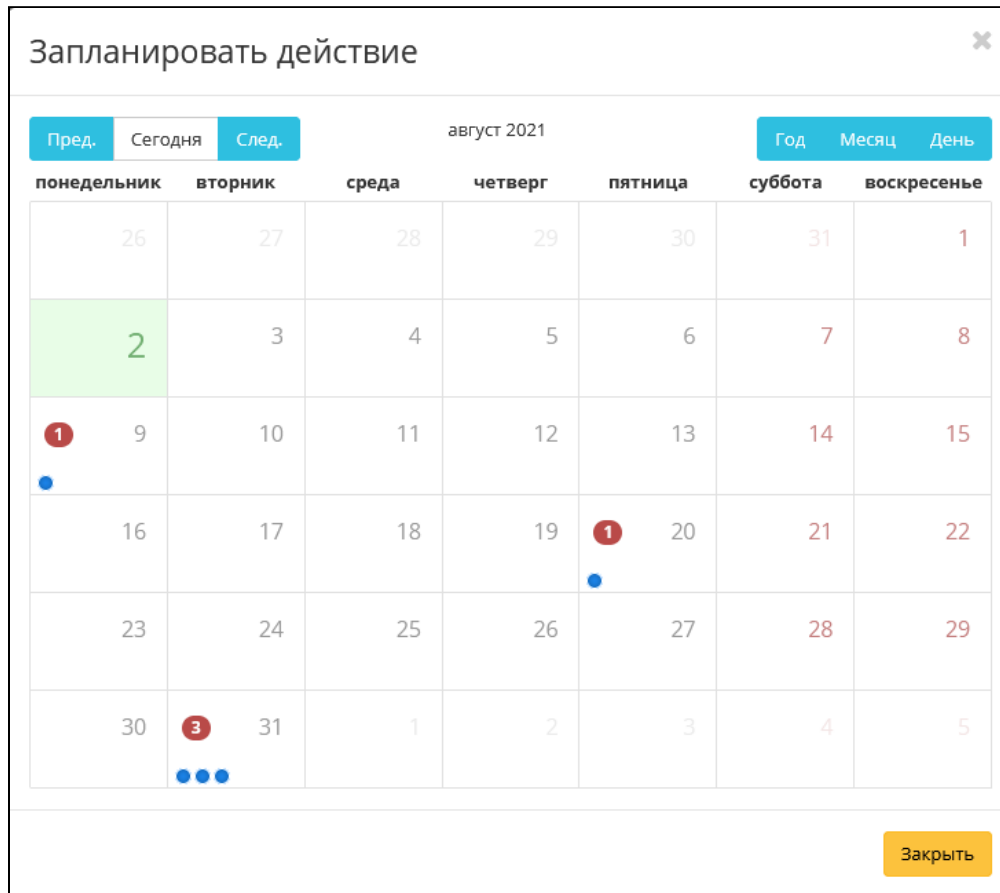 Запланировать действие ×
Пред. Сегодня След. август 2021 Год Месяц День
понедельник вторник среда четверг пятница суббота воскресенье
26 27 28 29 30 31 1
2 3 4 5 6 7 8
1 9 10 11 12 13 14 15
16 17 18 19 1 20 21 22
23 24 25 26 27 28 29
30 3 31 1 2 3 4 5
Закрыть